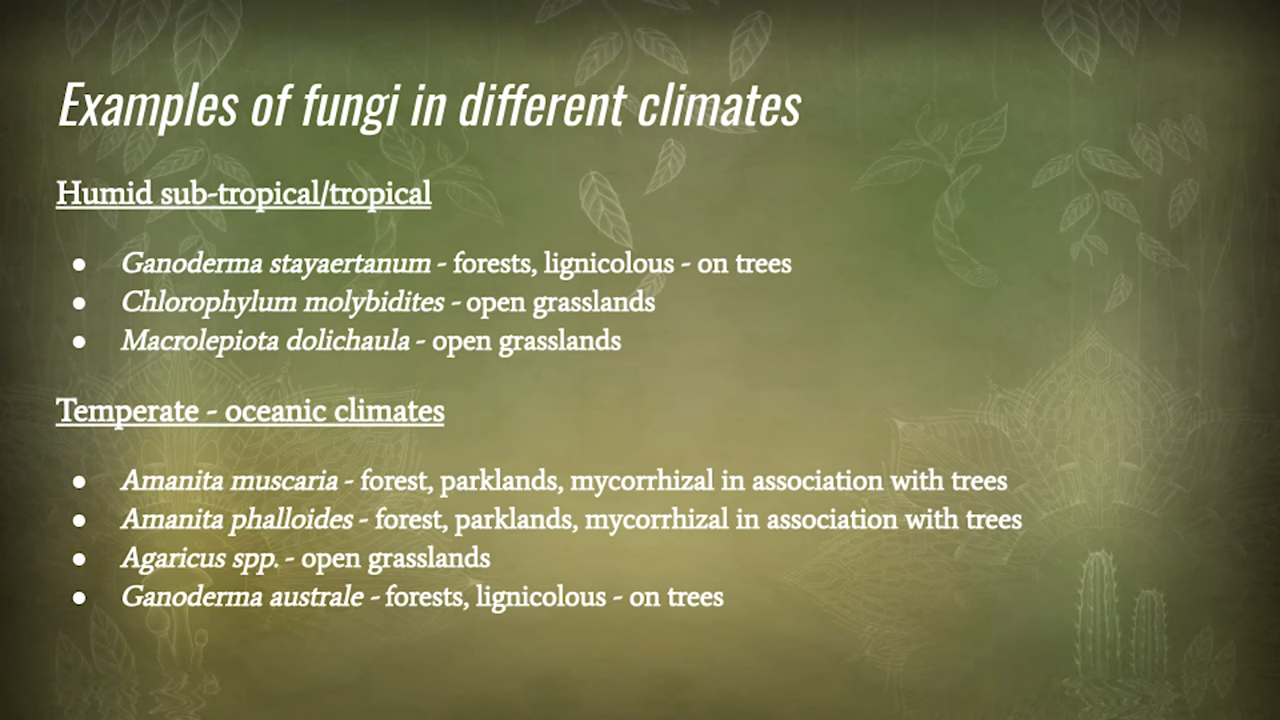 Examples of fungi in different climates
Humid sub-tropical/tropical
● Ganoderma stayaertanum - forests, lignicolous - on trees
● Chlorophylum molybidites - open grasslands
● Macrolepiota dolichaula - open grasslands
Temperate - oceanic climates
● Amanita muscaria - forest, parklands, mycorrhizal in association with trees
● Amanita phalloides - forest, parklands, mycorrhizal in association with trees
● Agaricus spp. - open grasslands
● Ganoderma australe - forests, lignicolous - on trees